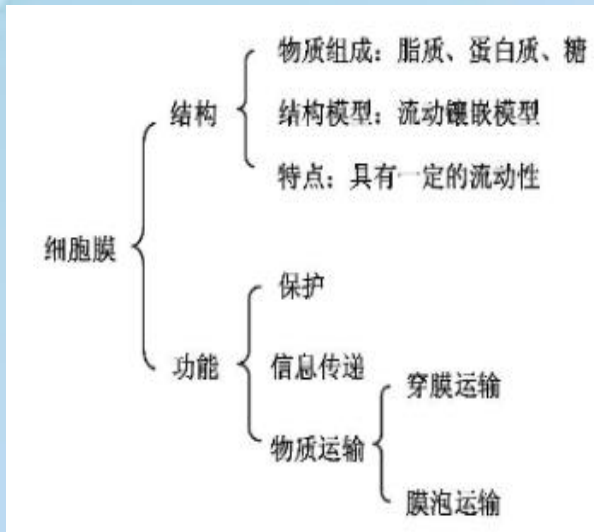 物质组成：脂质、蛋白质、糖
结构
结构模型：流动镶嵌模型
特点：具有一定的流动性
细胞膜
保护
功能
信息传递
穿膜运输
物质运输
膜泡运输